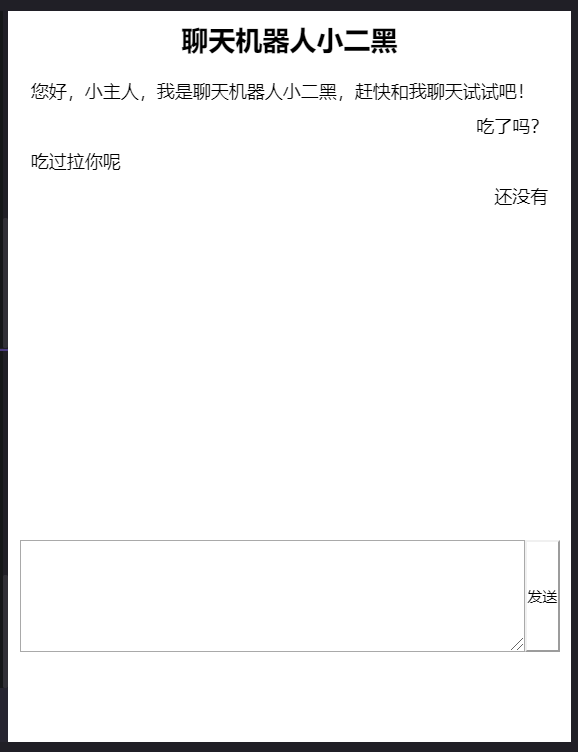 聊天机器人小二黑
您好，小主人，我是聊天机器人小二黑，赶快和我聊天试试吧！
吃了吗？
吃过拉你呢
还没有
发送